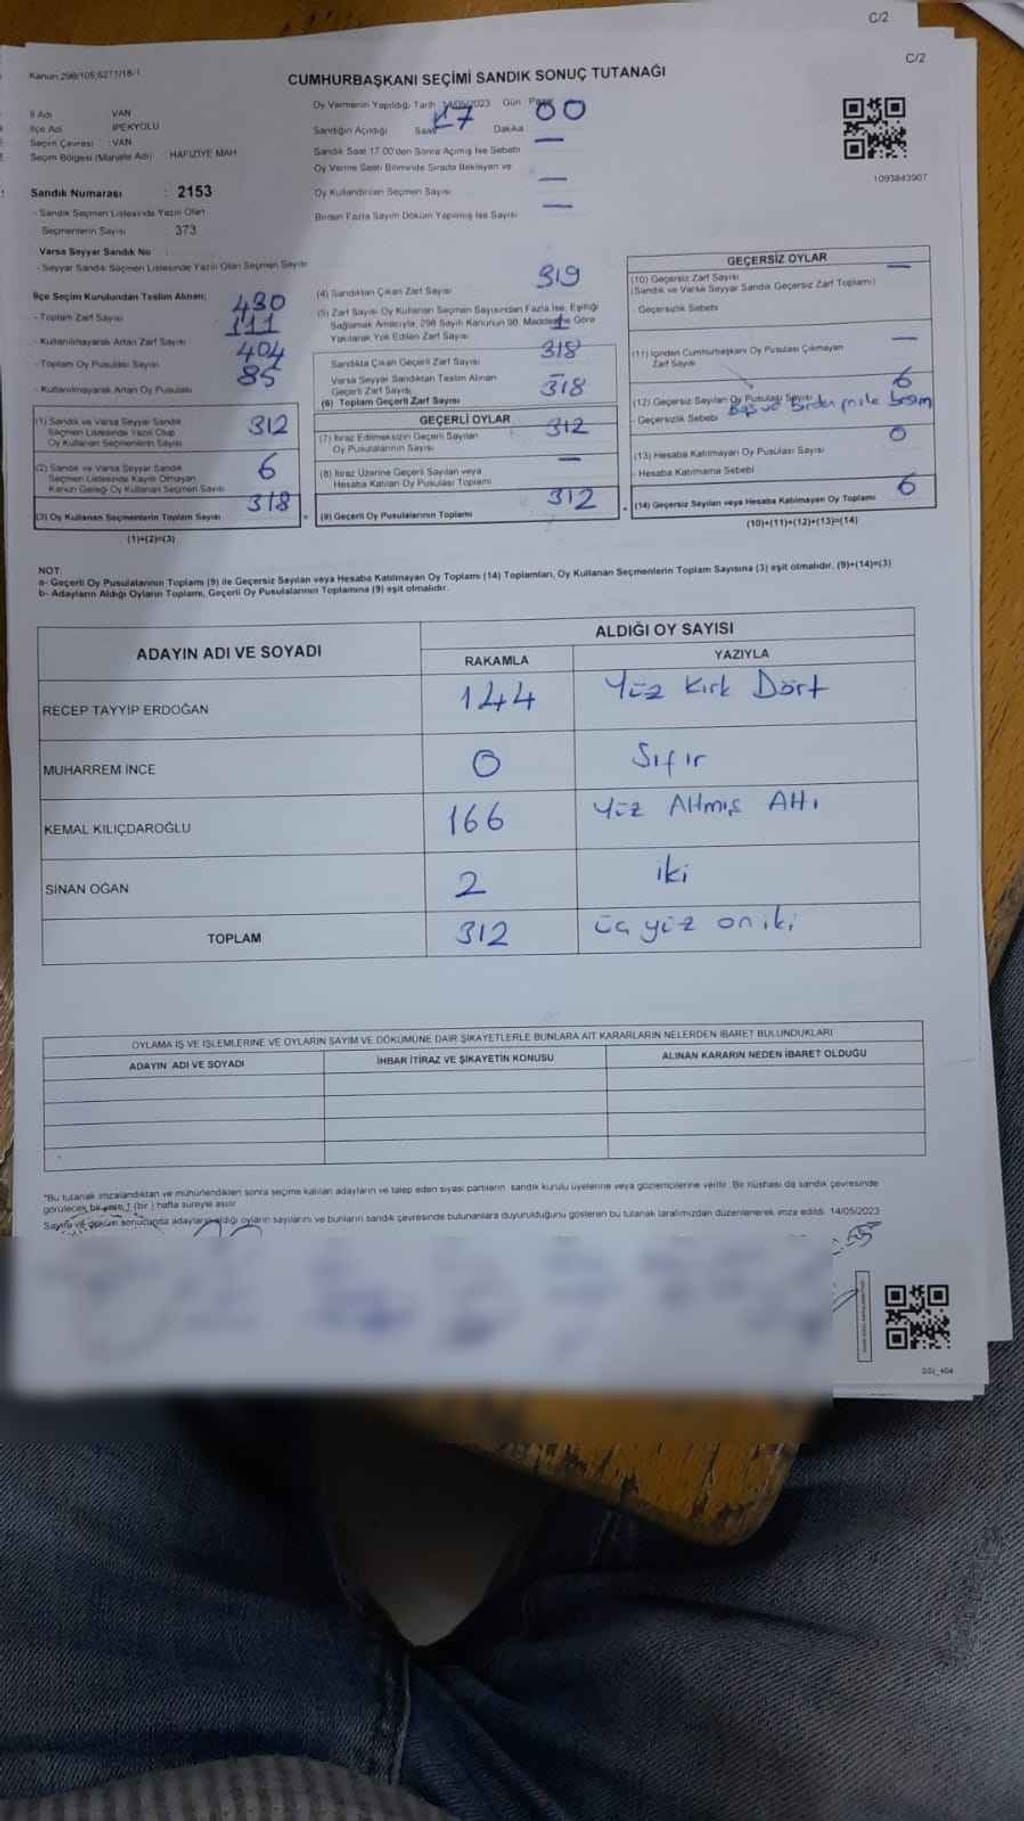 C/2
C/2
Kanun:298/105,6271/18-1
CUMHURBAŞKANI SEÇİMİ SANDIK SONUÇ TUTANAĞI
İl Adı VAN
İlçe Adı İPEKYOLU
Seçim Çevresi : VAN
Seçim Bölgesi (Mahalle Adı) : HAFIZİYE MAH
Sandık Numarası : 2153
- Sandık Seçmen Listesinde Yazılı Olan
Seçmenlerin Sayısı 373
Varsa Seyyar Sandık No
- Seyyar Sandık Seçmen Listesinde Yazılı Olan Seçmen Sayısı
Oy Vermenin Yapıldığı Tarih 14/05/2023 Gün Pazar
Sandığın Açıldığı Saat 17 Dakika 00
Sandık Saat 17.00'den Sonra Açılmış İse Sebebi —
Oy Verme Saati Bitiminde Sırada Bekleyen ve
Oy Kullandırılan Seçmen Sayısı —
Birden Fazla Sayım Döküm Yapılmış İse Sayısı —
1093843907
İlçe Seçim Kurulundan Teslim Alınan;
- Toplam Zarf Sayısı 430
- Kullanılmayarak Artan Zarf Sayısı 111
- Toplam Oy Pusulası Sayısı 404
- Kullanılmayarak Artan Oy Pusulası 85
(1) Sandık ve Varsa Seyyar Sandık
Seçmen Listesinde Yazılı Olup
Oy Kullanan Seçmenlerin Sayısı 312
(2) Sandık ve Varsa Seyyar Sandık
Seçmen Listesinde Kayıtlı Olmayan
Kanun Gereği Oy Kullanan Seçmen Sayısı 6
(3) Oy Kullanan Seçmenlerin Toplam Sayısı 318
(1)+(2)=(3)
(4) Sandıktan Çıkan Zarf Sayısı 319
(5) Zarf Sayısı Oy Kullanan Seçmen Sayısından Fazla İse, Eşitliği
Sağlamak Amacıyla, 298 Sayılı Kanunun 98. Maddesine Göre
Yakılarak Yok Edilen Zarf Sayısı 1
Sandıkta Çıkan Geçerli Zarf Sayısı 318
Varsa Seyyar Sandıktan Teslim Alınan
Geçerli Zarf Sayısı —
(6) Toplam Geçerli Zarf Sayısı 318
GEÇERLİ OYLAR
(7) İtiraz Edilmeksizin Geçerli Sayılan
Oy Pusulalarının Sayısı 312
(8) İtiraz Üzerine Geçerli Sayılan veya
Hesaba Katılan Oy Pusulası Toplamı —
(9) Geçerli Oy Pusulalarının Toplamı 312
GEÇERSİZ OYLAR
(10) Geçersiz Zarf Sayısı —
(Sandık ve Varsa Seyyar Sandık Geçersiz Zarf Toplamı)
- Geçersizlik Sebebi
(11) İçinden Cumhurbaşkanı Oy Pusulası Çıkmayan
Zarf Sayısı —
(12) Geçersiz Sayılan Oy Pusulası Sayısı 6
- Geçersizlik Sebebi Boş ve birden
(13) Hesaba Katılmayan Oy Pusulası Sayısı 0
- Hesaba Katılmama Sebebi
(14) Geçersiz Sayılan veya Hesaba Katılmayan Oy Toplamı 6
(10)+(11)+(12)+(13)=(14)
NOT:
a- Geçerli Oy Pusulalarının Toplamı (9) ile Geçersiz Sayılan veya Hesaba Katılmayan Oy Toplamı (14) Toplamları, Oy Kullanan Seçmenlerin Toplam Sayısına (3) eşit olmalıdır. (9)+(14)=(3)
b- Adayların Aldığı Oyların Toplamı, Geçerli Oy Pusulalarının Toplamına (9) eşit olmalıdır.
ADAYIN ADI VE SOYADI ALDIĞI OY SAYISI
RAKAMLA YAZIYLA
RECEP TAYYİP ERDOĞAN 144 Yüz Kırk Dört
MUHARREM İNCE 0 Sıfır
KEMAL KILIÇDAROĞLU 166 Yüz Altmış Altı
SİNAN OĞAN 2 iki
TOPLAM 312 üç yüz on iki
OYLAMA İŞ VE İŞLEMLERİNE VE OYLARIN SAYIM VE DÖKÜMÜNE DAİR ŞİKAYETLERLE BUNLARA AİT KARARLARIN NELERDEN İBARET BULUNDUKLARI
ADAYIN ADI VE SOYADI İHBAR İTİRAZ VE ŞİKAYETİN KONUSU ALINAN KARARIN NEDEN İBARET OLDUĞU
"Bu tutanak imzalandıktan ve mühürlendikten sonra seçime katılan adayların ve talep eden siyasi partilerin, sandık kurulu üyelerine veya gözlemcilerine verilir. Bir nüshası da sandık çevresinde
görülecek bir yere 1 (bir ) hafta süreyle asılır.
Sayım ve döküm sonucunda adayların aldığı oyların sayılarını ve bunların sandık çevresinde bulunanlara duyurulduğunu gösteren bu tutanak tarafımızdan düzenlenerek imza edildi. 14/05/2023